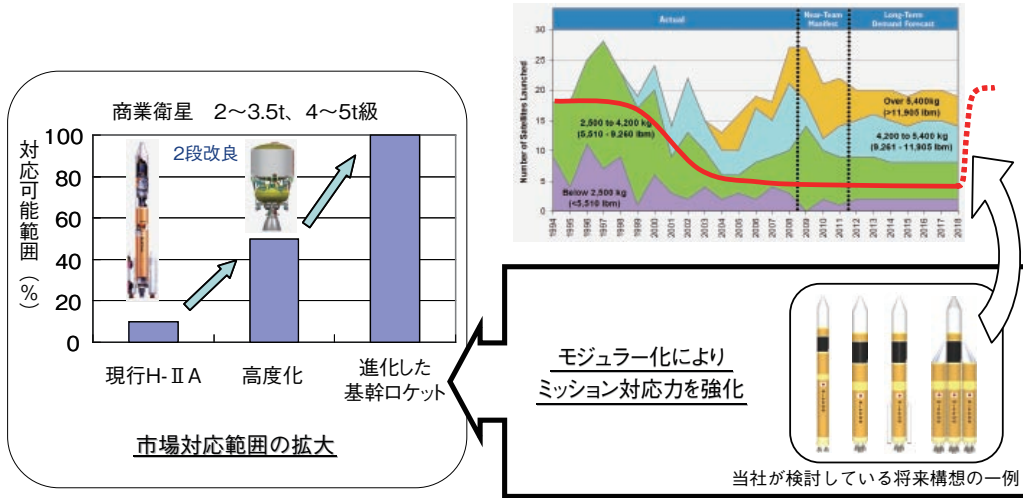 商業衛星 2～3.5t、4～5t級
対応可能範囲（%）
100
80
60
40
20
0
2段改良
現行H-ⅡA
高度化
進化した
基幹ロケット
市場対応範囲の拡大
Actual
Near-Team
Manifest
Long-Term
Demand Forecast
Number of Satellites Launched
30
25
20
15
10
5
0
Over 5,400kg
(>11,905 lbm)
2,500 to 4,200 kg
(5,510 - 9,260 lbm)
4,200 to 5,400 kg
(9,261 - 11,905 lbm)
Below 2,500 kg
(<5,510 lbm)
1994
1995
1996
1997
1998
1999
2000
2001
2002
2003
2004
2005
2006
2007
2008
2009
2010
2011
2012
2013
2014
2015
2016
2017
2018
モジュラー化により
ミッション対応力を強化
当社が検討している将来構想の一例